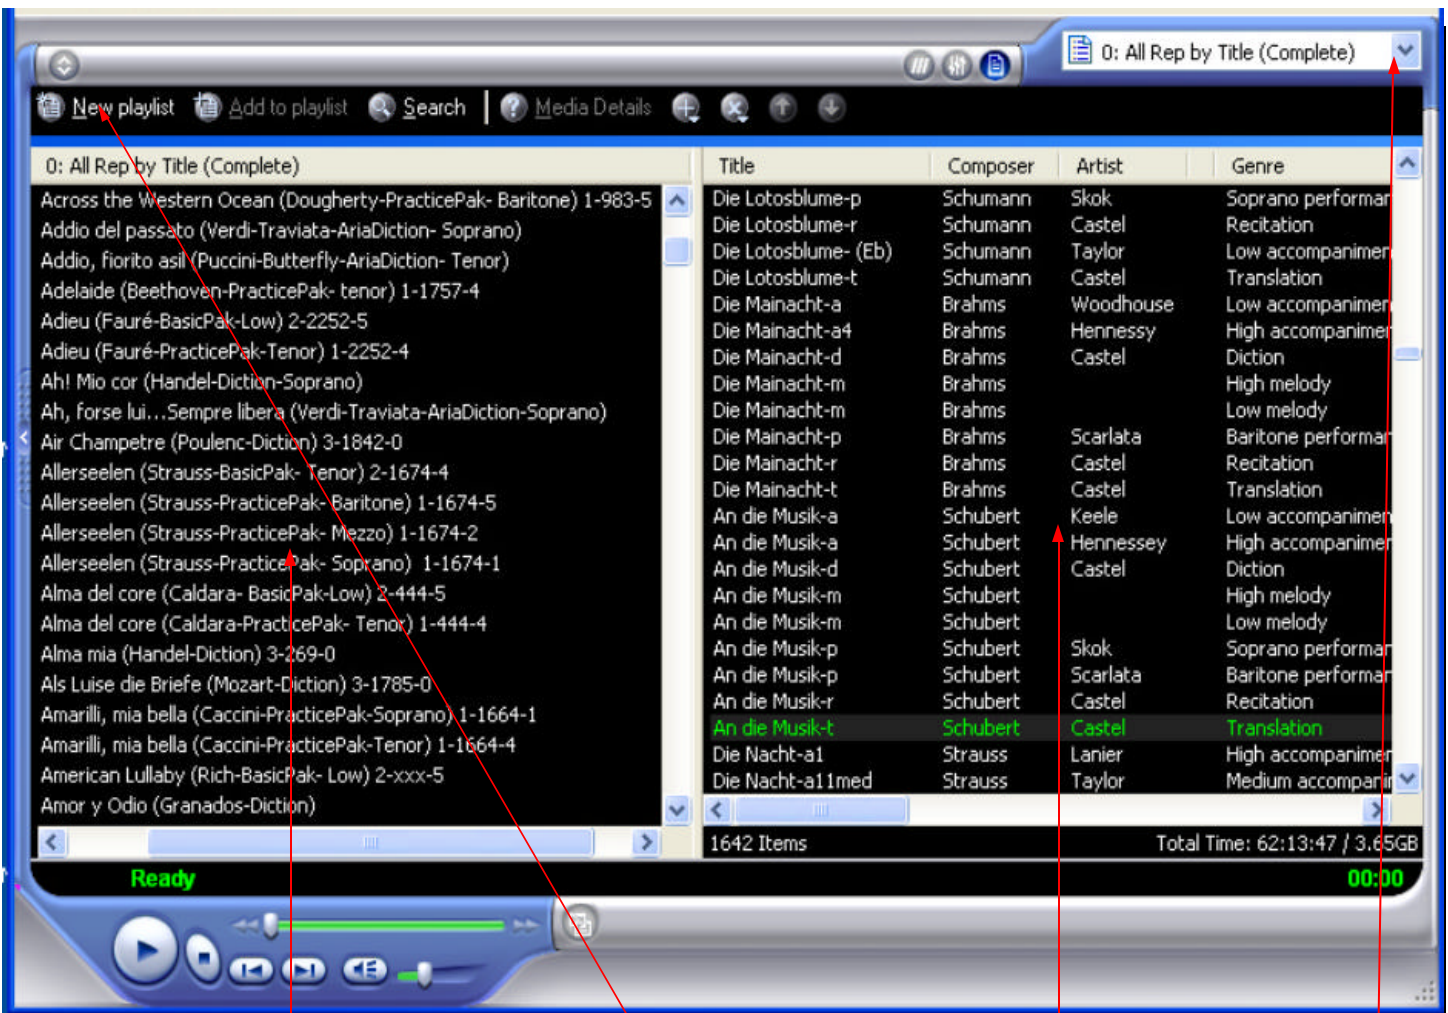 0: All Rep by Title (Complete)
New playlist Add to playlist Search Media Details
0: All Rep by Title (Complete)
Across the Western Ocean (Dougherty-PracticePak- Baritone) 1-983-5
Addio del passato (Verdi-Traviata-AriaDiction- Soprano)
Addio, fiorito asil (Puccini-Butterfly-AriaDiction- Tenor)
Adelaide (Beethoven-PracticePak- tenor) 1-1757-4
Adieu (Fauré-BasicPak-Low) 2-2252-5
Adieu (Fauré-PracticePak-Tenor) 1-2252-4
Ah! Mio cor (Handel-Diction-Soprano)
Ah, forse lui...Sempre libera (Verdi-Traviata-AriaDiction-Soprano)
Air Champetre (Poulenc-Diction) 3-1842-0
Allerseelen (Strauss-BasicPak- Tenor) 2-1674-4
Allerseelen (Strauss-PracticePak- Baritone) 1-1674-5
Allerseelen (Strauss-PracticePak- Mezzo) 1-1674-2
Allerseelen (Strauss-PracticePak- Soprano) 1-1674-1
Alma del core (Caldara- BasicPak-Low) 2-444-5
Alma del core (Caldara-PracticePak- Tenor) 1-444-4
Alma mia (Handel-Diction) 3-269-0
Als Luise die Briefe (Mozart-Diction) 3-1785-0
Amarilli, mia bella (Caccini-PracticePak-Soprano) 1-1664-1
Amarilli, mia bella (Caccini-PracticePak-Tenor) 1-1664-4
American Lullaby (Rich-BasicPak- Low) 2-xxx-5
Amor y Odio (Granados-Diction)
Title Composer Artist Genre
Die Lotosblume-p Schumann Skok Soprano performan
Die Lotosblume-r Schumann Castel Recitation
Die Lotosblume- (Eb) Schumann Taylor Low accompanimen
Die Lotosblume-t Schumann Castel Translation
Die Mainacht-a Brahms Woodhouse Low accompanimen
Die Mainacht-a4 Brahms Hennessy High accompanimen
Die Mainacht-d Brahms Castel Diction
Die Mainacht-m Brahms High melody
Die Mainacht-m Brahms Low melody
Die Mainacht-p Brahms Scarlata Baritone performan
Die Mainacht-r Brahms Castel Recitation
Die Mainacht-t Brahms Castel Translation
An die Musik-a Schubert Keele Low accompanimen
An die Musik-a Schubert Hennessey High accompanimen
An die Musik-d Schubert Castel Diction
An die Musik-m Schubert High melody
An die Musik-m Schubert Low melody
An die Musik-p Schubert Skok Soprano performan
An die Musik-p Schubert Scarlata Baritone performan
An die Musik-r Schubert Castel Recitation
An die Musik-t Schubert Castel Translation
Die Nacht-a1 Strauss Lanier High accompanimen
Die Nacht-a11med Strauss Taylor Medium accompanim
1642 Items Total Time: 62:13:47 / 3.65GB
Ready 00:00